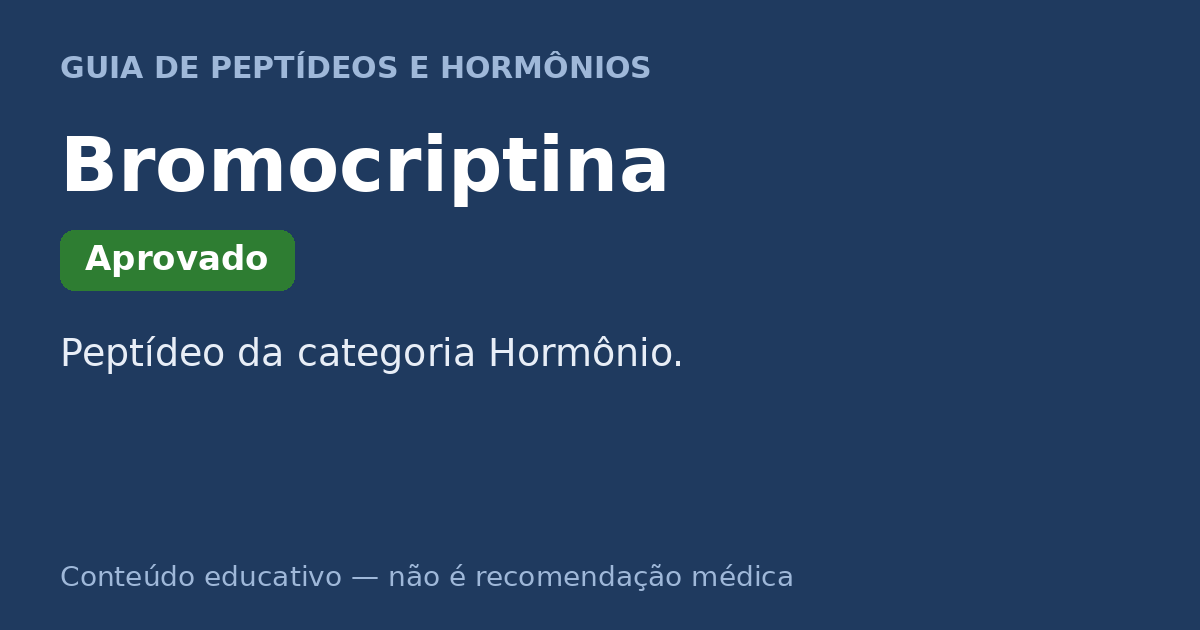 GUIA DE PEPTÍDEOS E HORMÔNIOS
Bromocriptina
Aprovado
Peptídeo da categoria Hormônio.
Conteúdo educativo — não é recomendação médica